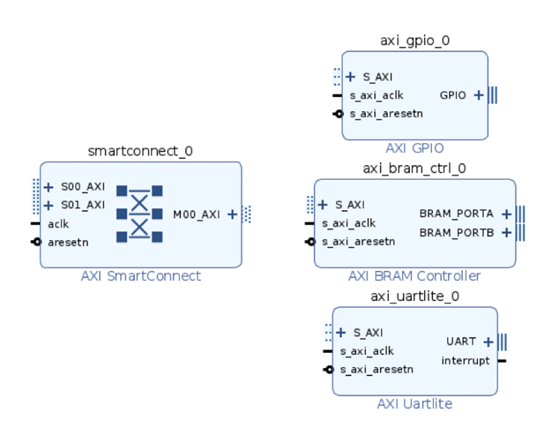 axi_gpio_0
S_AXI
s_axi_aclk
GPIO
s_axi_aresetn
AXI GPIO
smartconnect_0
S00_AXI
S01_AXI
M00_AXI
aclk
aresetn
AXI SmartConnect
axi_bram_ctrl_0
S_AXI
BRAM_PORTA
s_axi_aclk
BRAM_PORTB
s_axi_aresetn
AXI BRAM Controller
axi_uartlite_0
S_AXI
UART
s_axi_aclk
interrupt
s_axi_aresetn
AXI Uartlite